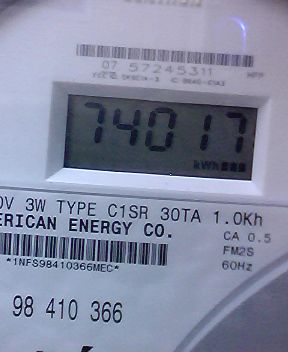 07 57245311
74017
kWh
0V 3W TYPE C1SR 30TA 1.0Kh
ERICAN ENERGY CO.
CA 0.5
FM2S
60Hz
*1NFS98410366MEC*
98 410 366